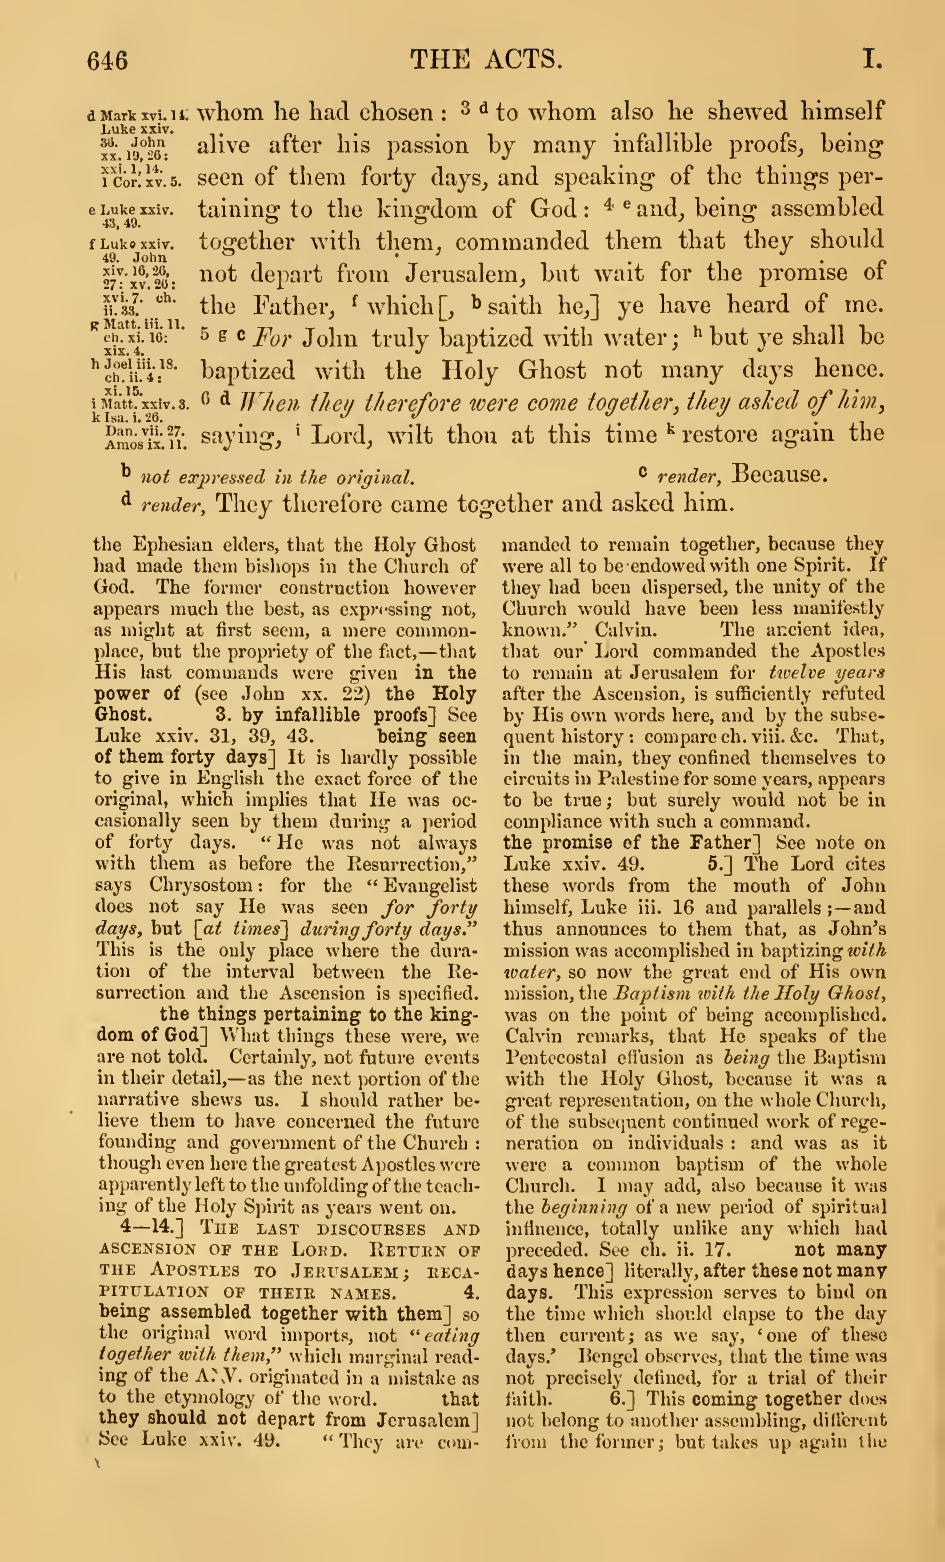 646 THE ACTS. I.
d Mark xvi. 14.
Luke xxiv.
36. John
xx. 19, 26:
xxi. 1, 14.
1 Cor. xv. 5.
e Luke xxiv.
43, 49.
f Luke xxiv.
49. John
xiv. 16, 26,
27: xv. 26:
xvi. 7. ch.
ii. 33.
g Matt. iii. 11.
ch. xi. 16:
xix. 4.
h Joel iii. 18.
ch. ii. 4:
xi. 15.
i Matt. xxiv. 3.
k Isa. i. 26.
Dan. vii. 27.
Amos ix. 11.
whom he had chosen : 3 d to whom also he shewed himself
alive after his passion by many infallible proofs, being
seen of them forty days, and speaking of the things per-
taining to the kingdom of God : 4 e and, being assembled
together with them, commanded them that they should
not depart from Jerusalem, but wait for the promise of
the Father, f which[, b saith he,] ye have heard of me.
5 g c For John truly baptized with water ; h but ye shall be
baptized with the Holy Ghost not many days hence.
6 d When they therefore were come together, they asked of him,
saying, i Lord, wilt thou at this time k restore again the
b not expressed in the original. c render, Because.
d render, They therefore came together and asked him.
the Ephesian elders, that the Holy Ghost
had made them bishops in the Church of
God. The former construction however
appears much the best, as expressing not,
as might at first seem, a mere common-
place, but the propriety of the fact,—that
His last commands were given in the
power of (see John xx. 22) the Holy
Ghost. 3. by infallible proofs] See
Luke xxiv. 31, 39, 43. being seen
of them forty days] It is hardly possible
to give in English the exact force of the
original, which implies that He was oc-
casionally seen by them during a period
of forty days. “He was not always
with them as before the Resurrection,”
says Chrysostom: for the “Evangelist
does not say He was seen for forty
days, but [at times] during forty days.”
This is the only place where the dura-
tion of the interval between the Re-
surrection and the Ascension is specified.
the things pertaining to the king-
dom of God] What things these were, we
are not told. Certainly, not future events
in their detail,—as the next portion of the
narrative shews us. I should rather be-
lieve them to have concerned the future
founding and government of the Church :
though even here the greatest Apostles were
apparently left to the unfolding of the teach-
ing of the Holy Spirit as years went on.
4—14.] THE LAST DISCOURSES AND
ASCENSION OF THE LORD. RETURN OF
THE APOSTLES TO JERUSALEM; RECA-
PITULATION OF THEIR NAMES. 4.
being assembled together with them] so
the original word imports, not “eating
together with them,” which marginal read-
ing of the A. V. originated in a mistake as
to the etymology of the word. that
they should not depart from Jerusalem]
See Luke xxiv. 49. “They are com-
manded to remain together, because they
were all to be endowed with one Spirit. If
they had been dispersed, the unity of the
Church would have been less manifestly
known.” Calvin. The ancient idea,
that our Lord commanded the Apostles
to remain at Jerusalem for twelve years
after the Ascension, is sufficiently refuted
by His own words here, and by the subse-
quent history: compare ch. viii. &c. That,
in the main, they confined themselves to
circuits in Palestine for some years, appears
to be true; but surely would not be in
compliance with such a command.
the promise of the Father] See note on
Luke xxiv. 49. 5.] The Lord cites
these words from the mouth of John
himself, Luke iii. 16 and parallels ;—and
thus announces to them that, as John’s
mission was accomplished in baptizing with
water, so now the great end of His own
mission, the Baptism with the Holy Ghost,
was on the point of being accomplished.
Calvin remarks, that He speaks of the
Pentecostal effusion as being the Baptism
with the Holy Ghost, because it was a
great representation, on the whole Church,
of the subsequent continued work of rege-
neration on individuals : and was as it
were a common baptism of the whole
Church. I may add, also because it was
the beginning of a new period of spiritual
influence, totally unlike any which had
preceded. See ch. ii. 17. not many
days hence] literally, after these not many
days. This expression serves to bind on
the time which should elapse to the day
then current; as we say, ‘one of these
days.’ Bengel observes, that the time was
not precisely defined, for a trial of their
faith. 6.] This coming together does
not belong to another assembling, different
from the former; but takes up again the